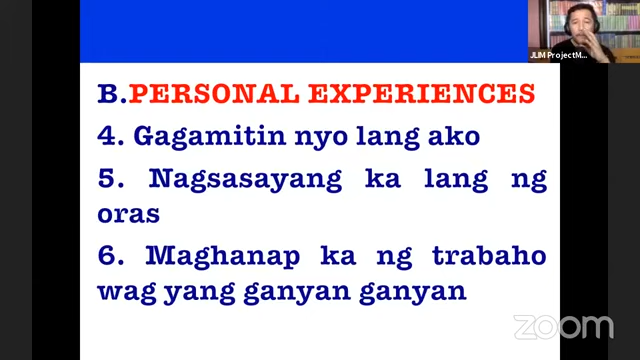 JLIM ProjectM...
B.PERSONAL EXPERIENCES
4. Gagamitin nyo lang ako
5. Nagsasayang ka lang ng
oras
6. Maghanap ka ng trabaho
wag yang ganyan ganyan
zoom